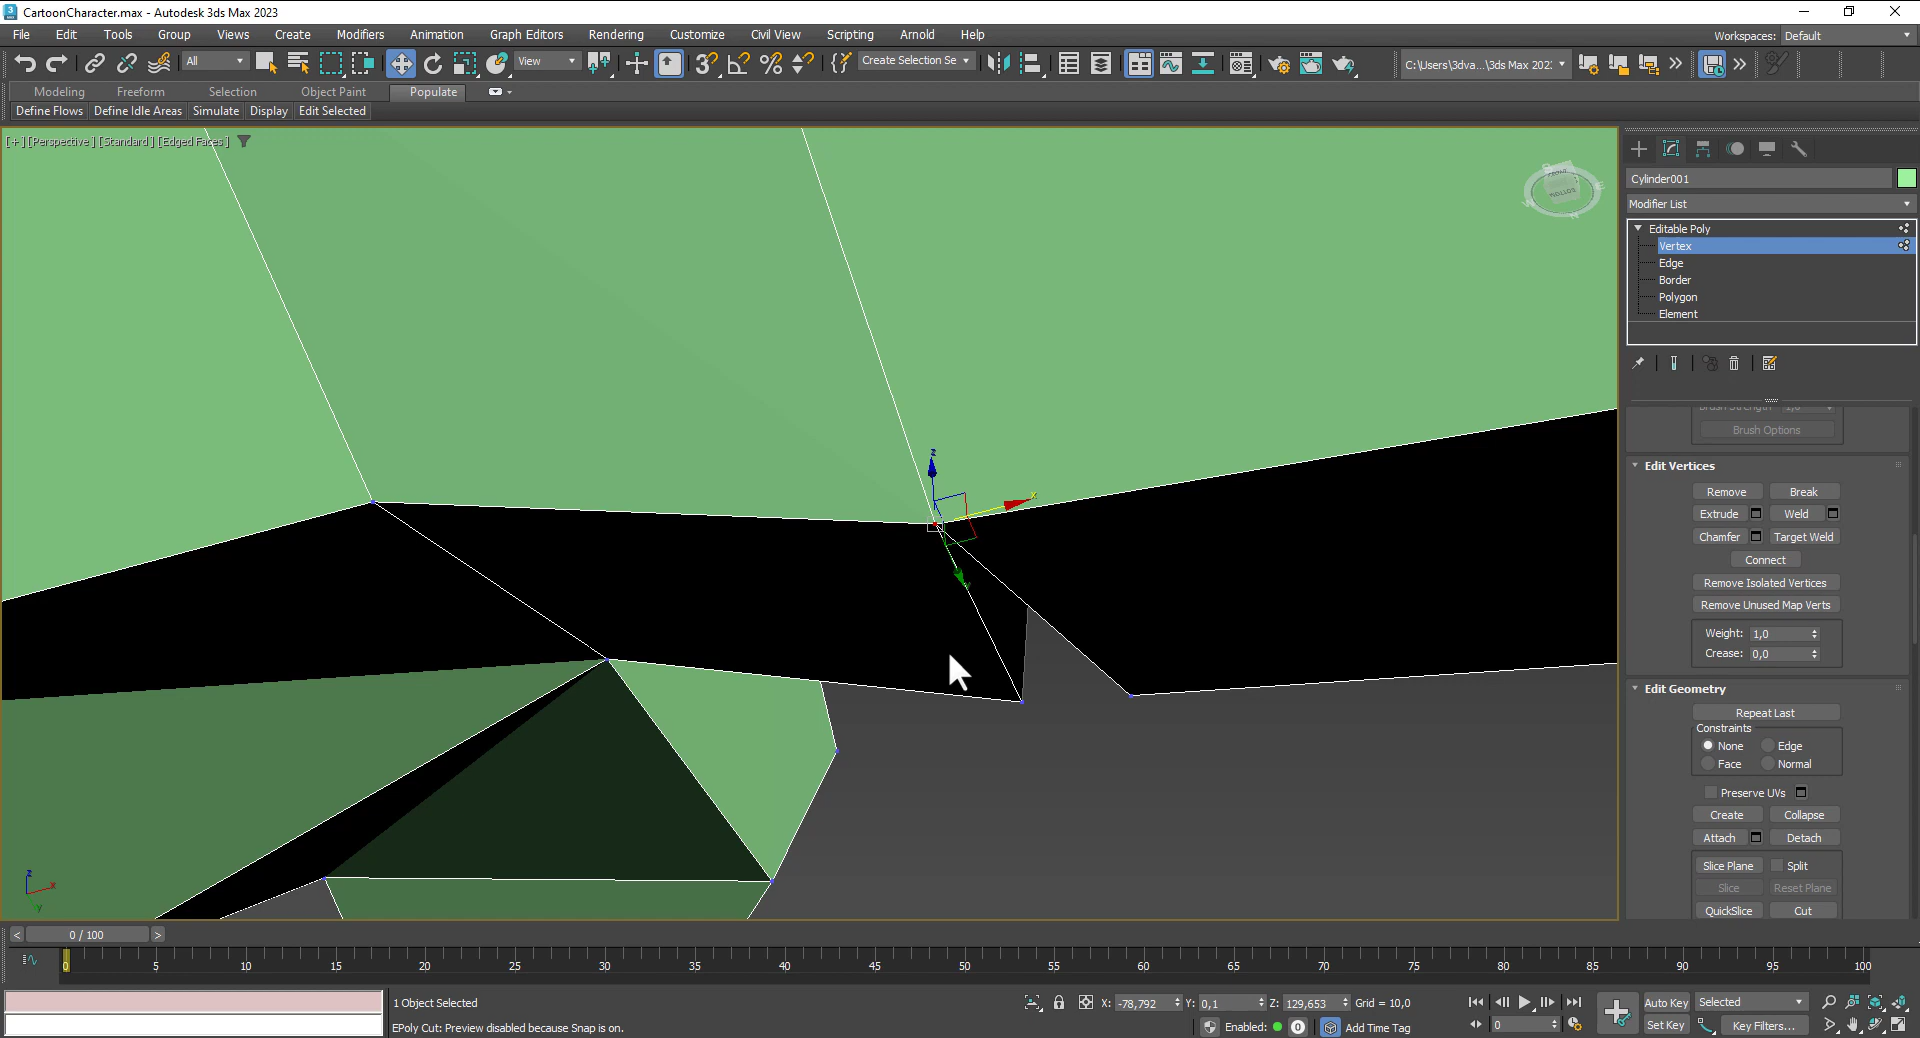 CartoonCharacter.max - Autodesk 3ds Max 2023
File Edit Tools Group Views Create Modifiers Animation Graph Editors Rendering Customize Civil View Scripting Arnold Help Workspaces: Default
All View Create Selection Se C:\Users\3dva...\3ds Max 202:
Modeling Freeform Selection Object Paint Populate
Define Flows Define Idle Areas Simulate Display Edit Selected
[+] [Perspective] [Standard] [Edged Faces]
Cylinder001
Modifier List
Editable Poly
Vertex
Edge
Border
Polygon
Element
Brush Options
Edit Vertices
Remove Break
Extrude Weld
Chamfer Target Weld
Connect
Remove Isolated Vertices
Remove Unused Map Verts
Weight: 1,0
Crease: 0,0
Edit Geometry
Repeat Last
Constraints
None Edge
Face Normal
Preserve UVs
Create Collapse
Attach Detach
Slice Plane Split
Slice Reset Plane
QuickSlice Cut
z
x
z
x
y
< 0 / 100 >
0 5 10 15 20 25 30 35 40 45 50 55 60 65 70 75 80 85 90 95 100
1 Object Selected X: -78,792 Y: 0,1 Z: 129,653 Grid = 10,0 Auto Key Selected
EPoly Cut: Preview disabled because Snap is on. Enabled: 0 Add Time Tag 0 Set Key Key Filters...